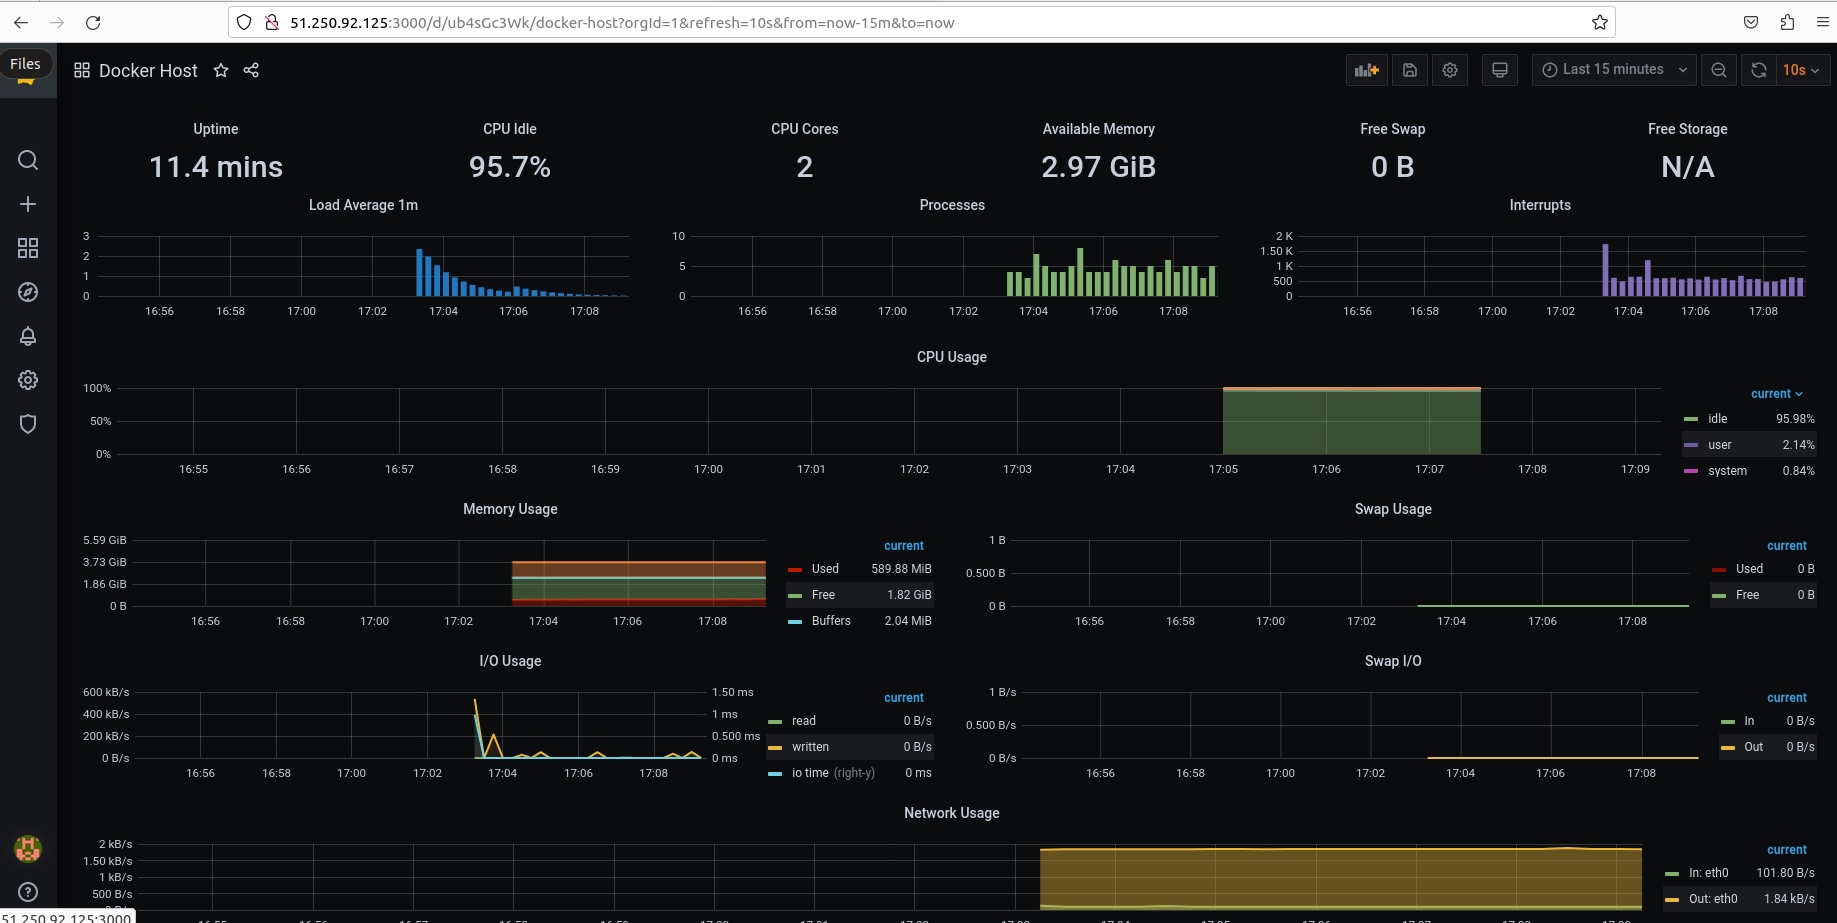 51.250.92.125:3000/d/ub4sGc3Wk/docker-host?orgId=1&refresh=10s&from=now-15m&to=now
Files
Docker Host
Last 15 minutes
10s
Uptime
11.4 mins
CPU Idle
95.7%
CPU Cores
2
Available Memory
2.97 GiB
Free Swap
0 B
Free Storage
N/A
Load Average 1m
3
2
1
0
16:56 16:58 17:00 17:02 17:04 17:06 17:08
Processes
10
5
0
16:56 16:58 17:00 17:02 17:04 17:06 17:08
Interrupts
2 K
1.50 K
1 K
500
0
16:56 16:58 17:00 17:02 17:04 17:06 17:08
CPU Usage
100%
50%
0%
16:55 16:56 16:57 16:58 16:59 17:00 17:01 17:02 17:03 17:04 17:05 17:06 17:07 17:08 17:09
current
idle 95.98%
user 2.14%
system 0.84%
Memory Usage
5.59 GiB
3.73 GiB
1.86 GiB
0 B
16:56 16:58 17:00 17:02 17:04 17:06 17:08
current
Used 589.88 MiB
Free 1.82 GiB
Buffers 2.04 MiB
Swap Usage
1 B
0.500 B
0 B
16:56 16:58 17:00 17:02 17:04 17:06 17:08
current
Used 0 B
Free 0 B
I/O Usage
600 kB/s
400 kB/s
200 kB/s
0 B/s
1.50 ms
1 ms
0.500 ms
0 ms
16:56 16:58 17:00 17:02 17:04 17:06 17:08
current
read 0 B/s
written 0 B/s
io time (right-y) 0 ms
Swap I/O
1 B/s
0.500 B/s
0 B/s
16:56 16:58 17:00 17:02 17:04 17:06 17:08
current
In 0 B/s
Out 0 B/s
Network Usage
2 kB/s
1.50 kB/s
1 kB/s
500 B/s
current
In: eth0 101.80 B/s
Out: eth0 1.84 kB/s
51.250.92.125:3000